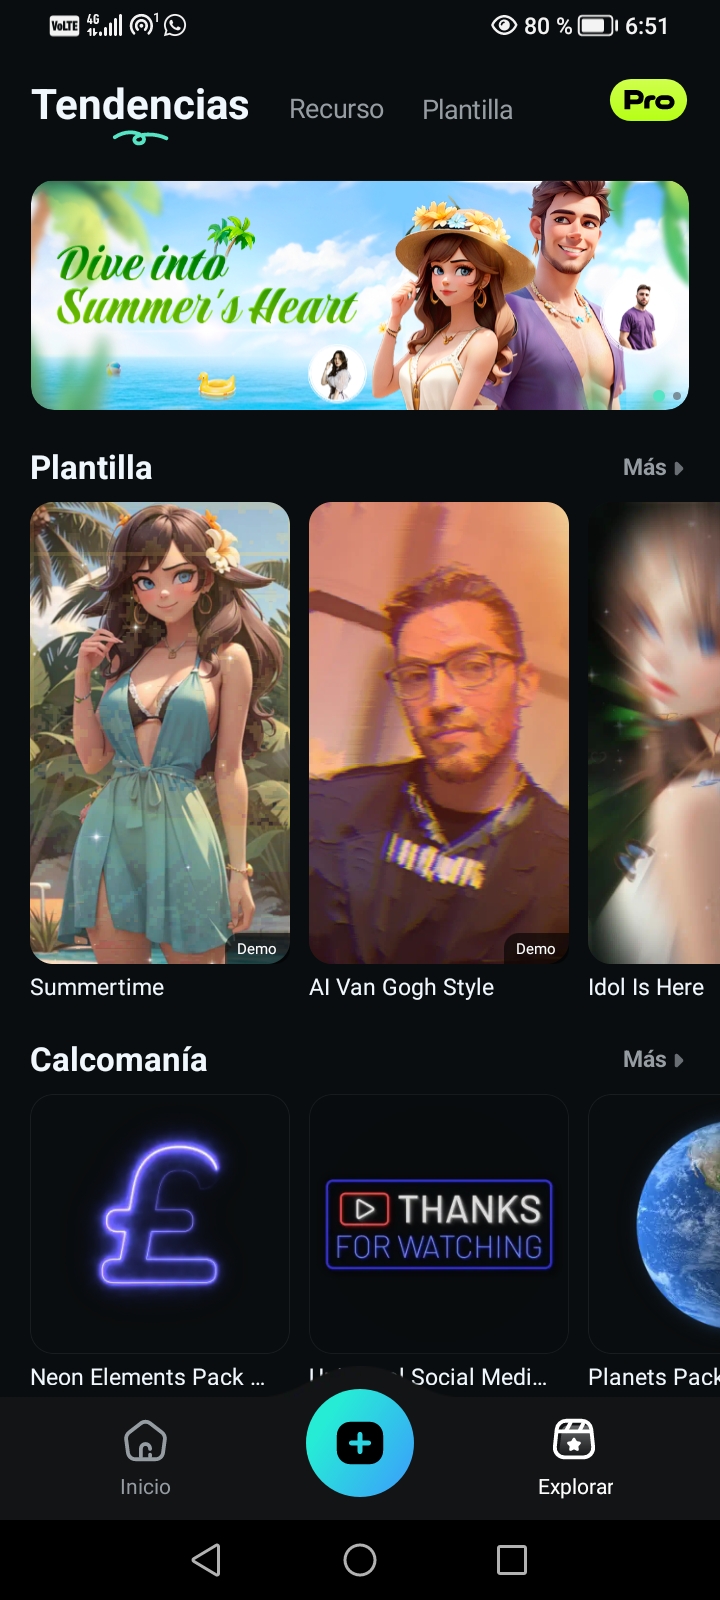 VoLTE 4G 1 80 % 6:51
Tendencias Recurso Plantilla Pro
Dive into
Summer's Heart
Plantilla Más
Demo Demo
Summertime AI Van Gogh Style Idol Is Here
Calcomanía Más
£ THANKS
FOR WATCHING
Neon Elements Pack ... Social Medi... Planets Pack
Inicio Explorar